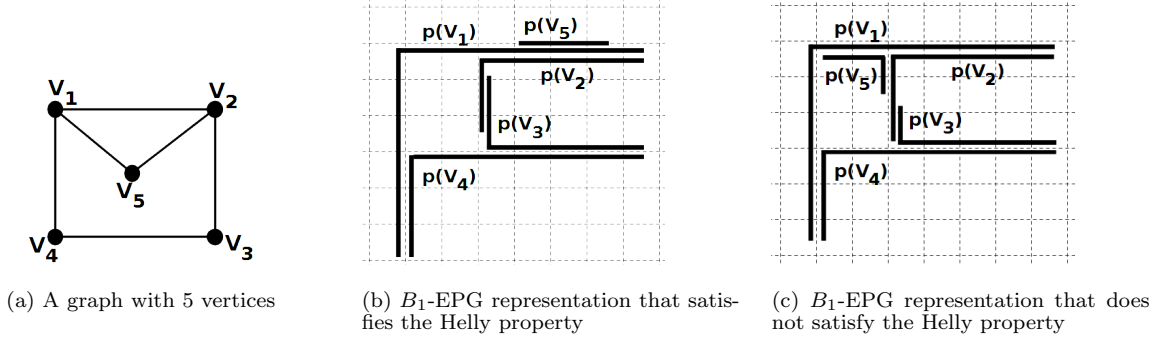 V1
V2
V5
V4
V3
(a) A graph with 5 vertices
p(V1)
p(V5)
p(V2)
p(V3)
p(V4)
(b) B1-EPG representation that satis-
fies the Helly property
p(V1)
p(V5)
p(V2)
p(V3)
p(V4)
(c) B1-EPG representation that does
not satisfy the Helly property